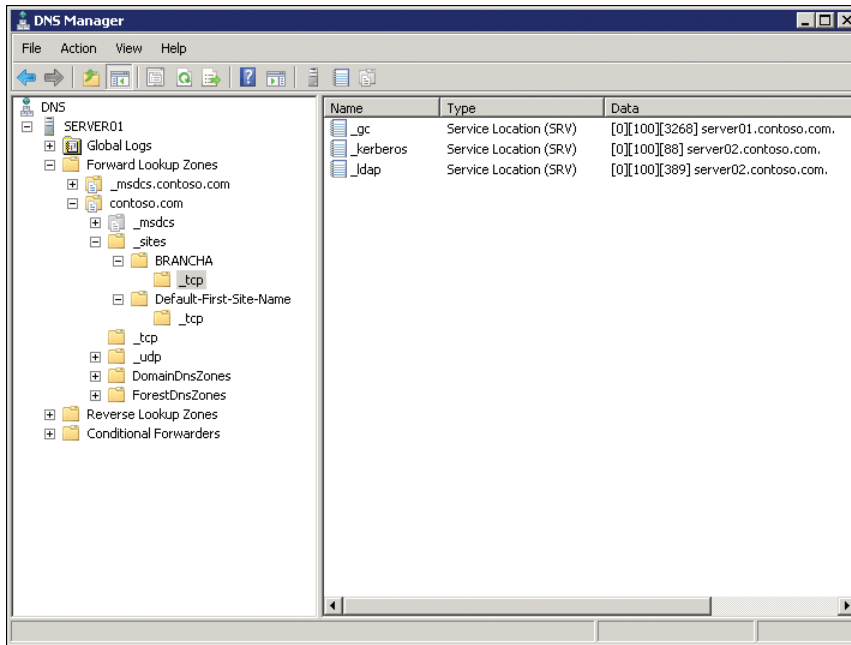 DNS Manager
File Action View Help
DNS
SERVER01
Global Logs
Forward Lookup Zones
_msdcs.contoso.com
contoso.com
_msdcs
_sites
BRANCHA
_tcp
Default-First-Site-Name
_tcp
_tcp
_udp
DomainDnsZones
ForestDnsZones
Reverse Lookup Zones
Conditional Forwarders
Name Type Data
_gc Service Location (SRV) [0][100][3268] server01.contoso.com.
_kerberos Service Location (SRV) [0][100][88] server02.contoso.com.
_ldap Service Location (SRV) [0][100][389] server02.contoso.com.